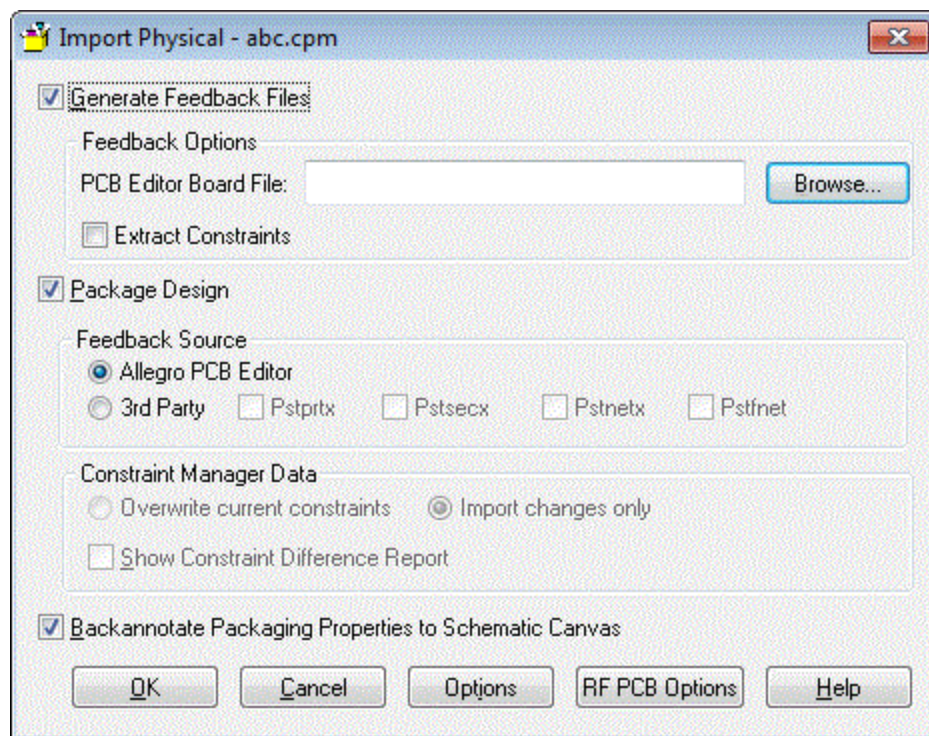 Import Physical - abc.cpm
Generate Feedback Files
Feedback Options
PCB Editor Board File: Browse...
Extract Constraints
Package Design
Feedback Source
Allegro PCB Editor
3rd Party Pstprtx Pstsecx Pstnetx Pstfnet
Constraint Manager Data
Overwrite current constraints Import changes only
Show Constraint Difference Report
Backannotate Packaging Properties to Schematic Canvas
OK Cancel Options RF PCB Options Help